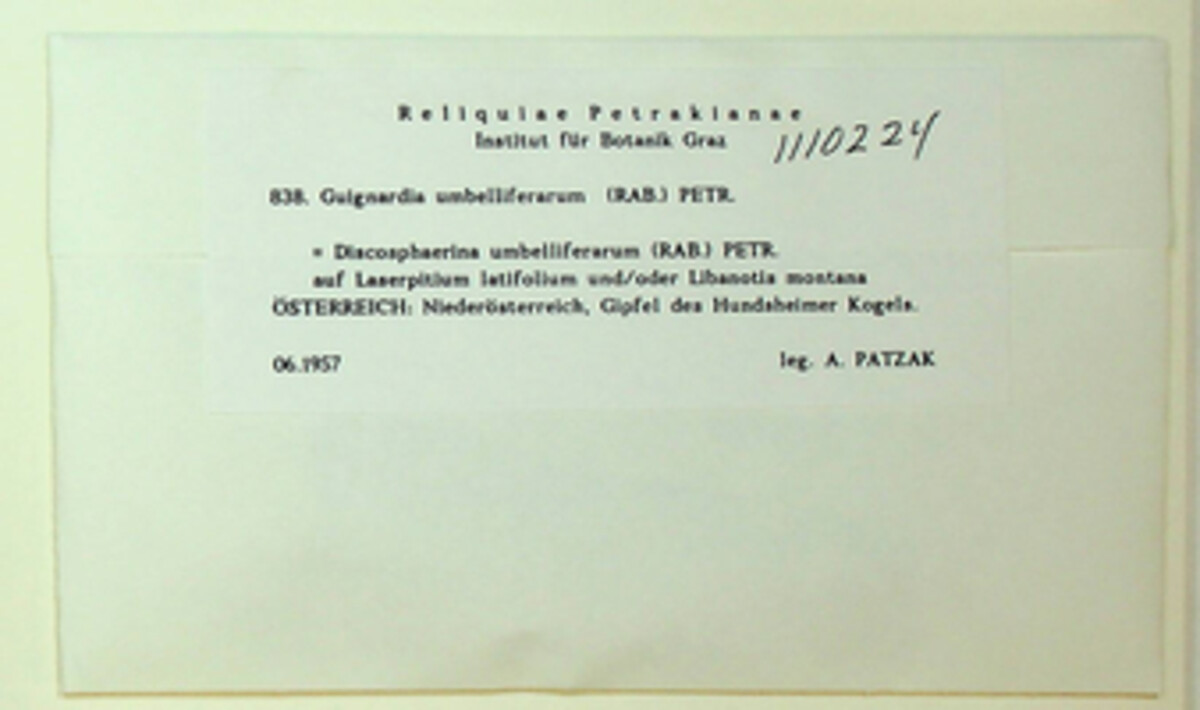 Reliquiae Petrakianae
Institut für Botanik Graz
1110224
838. Guignardia umbelliferarum (RAB.) PETR.
= Discosphaerina umbelliferarum (RAB.) PETR.
auf Laserpitium latifolium und/oder Libanotis montana
ÖSTERREICH: Niederösterreich, Gipfel des Hundsheimer Kogels.
06.1957 leg. A. PATZAK